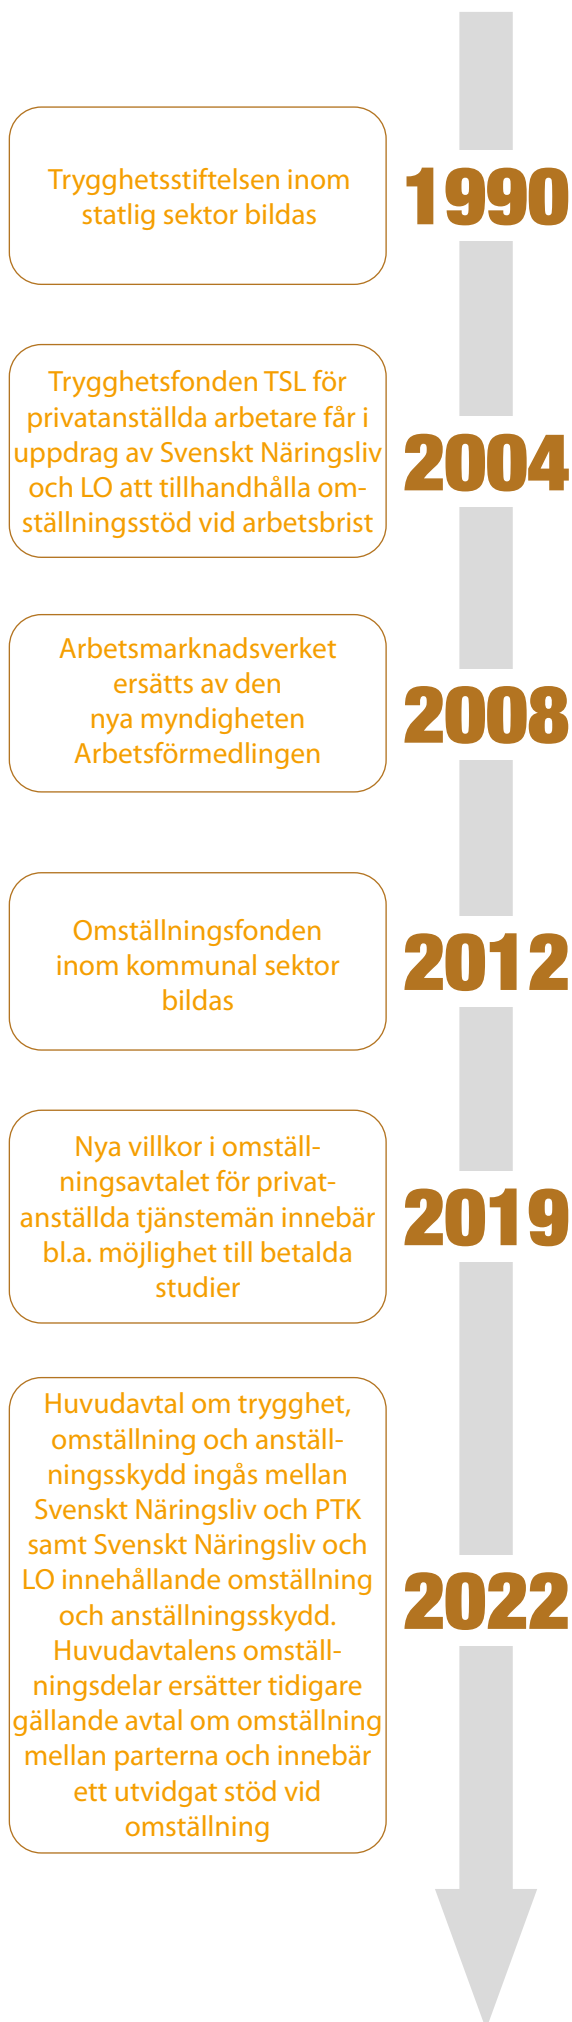 Trygghetsstiftelsen inom
statlig sektor bildas
1990
Trygghetsfonden TSL för
privatanställda arbetare får i
uppdrag av Svenskt Näringsliv
och LO att tillhandhålla om-
ställningsstöd vid arbetsbrist
2004
Arbetsmarknadsverket
ersätts av den
nya myndigheten
Arbetsförmedlingen
2008
Omställningsfonden
inom kommunal sektor
bildas
2012
Nya villkor i omställ-
ningsavtalet för privat-
anställda tjänstemän innebär
bl.a. möjlighet till betalda
studier
2019
Huvudavtal om trygghet,
omställning och anställ-
ningsskydd ingås mellan
Svenskt Näringsliv och PTK
samt Svenskt Näringsliv och
LO innehållande omställning
och anställningsskydd.
Huvudavtalens omställ-
ningsdelar ersätter tidigare
gällande avtal om omställning
mellan parterna och innebär
ett utvidgat stöd vid
omställning
2022